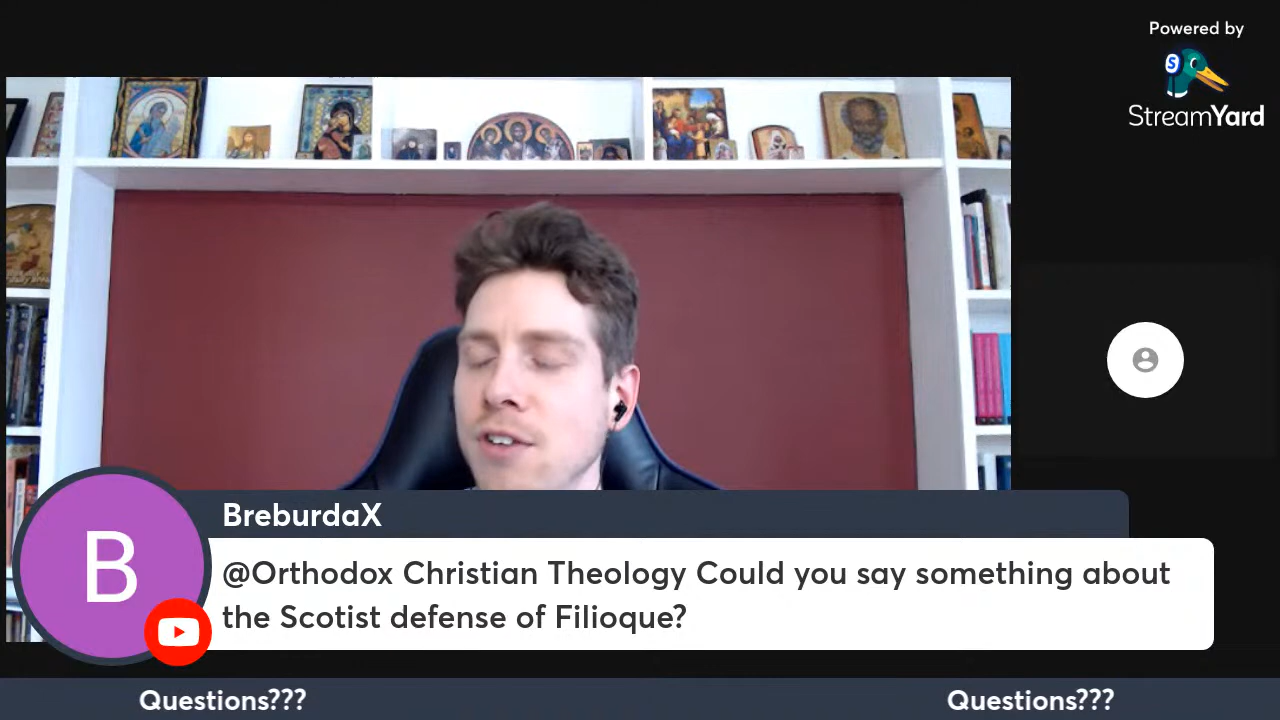 Powered by
S
StreamYard
B
BreburdaX
@Orthodox Christian Theology Could you say something about
the Scotist defense of Filioque?
Questions???
Questions???